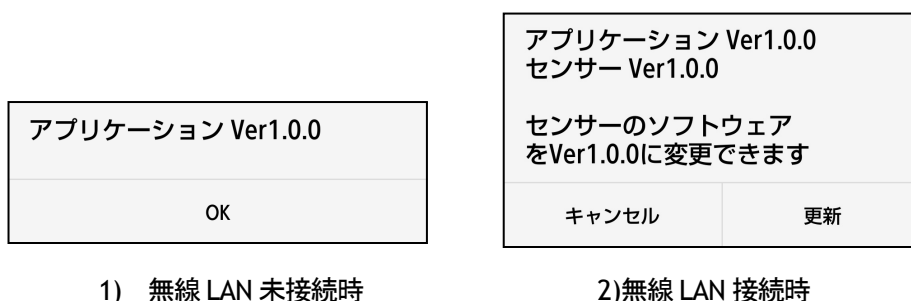 アプリケーション Ver1.0.0
OK
1) 無線 LAN 未接続時
アプリケーション Ver1.0.0
センサー Ver1.0.0
センサーのソフトウェア
をVer1.0.0に変更できます
キャンセル 更新
2)無線 LAN 接続時